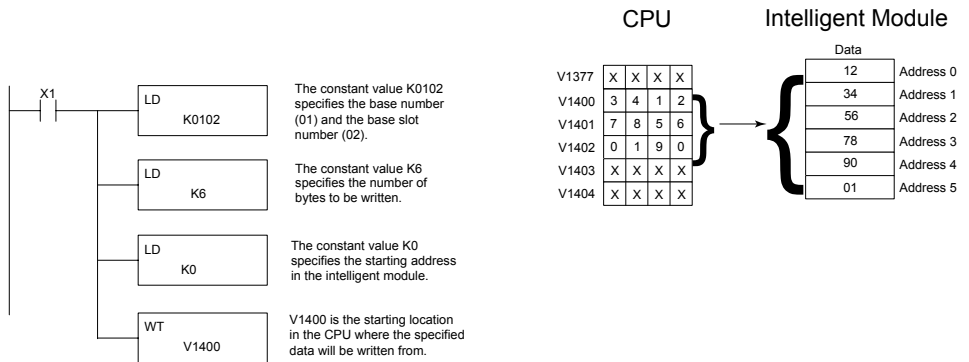 CPU
Intelligent Module
Data
X1
LD
K0102
The constant value K0102
specifies the base number
(01) and the base slot
number (02).
LD
K6
The constant value K6
specifies the number of
bytes to be written.
LD
K0
The constant value K0
specifies the starting address
in the intelligent module.
WT
V1400
V1400 is the starting location
in the CPU where the specified
data will be written from.
V1377 X X X X
V1400 3 4 1 2
V1401 7 8 5 6
V1402 0 1 9 0
V1403 X X X X
V1404 X X X X
12 Address 0
34 Address 1
56 Address 2
78 Address 3
90 Address 4
01 Address 5